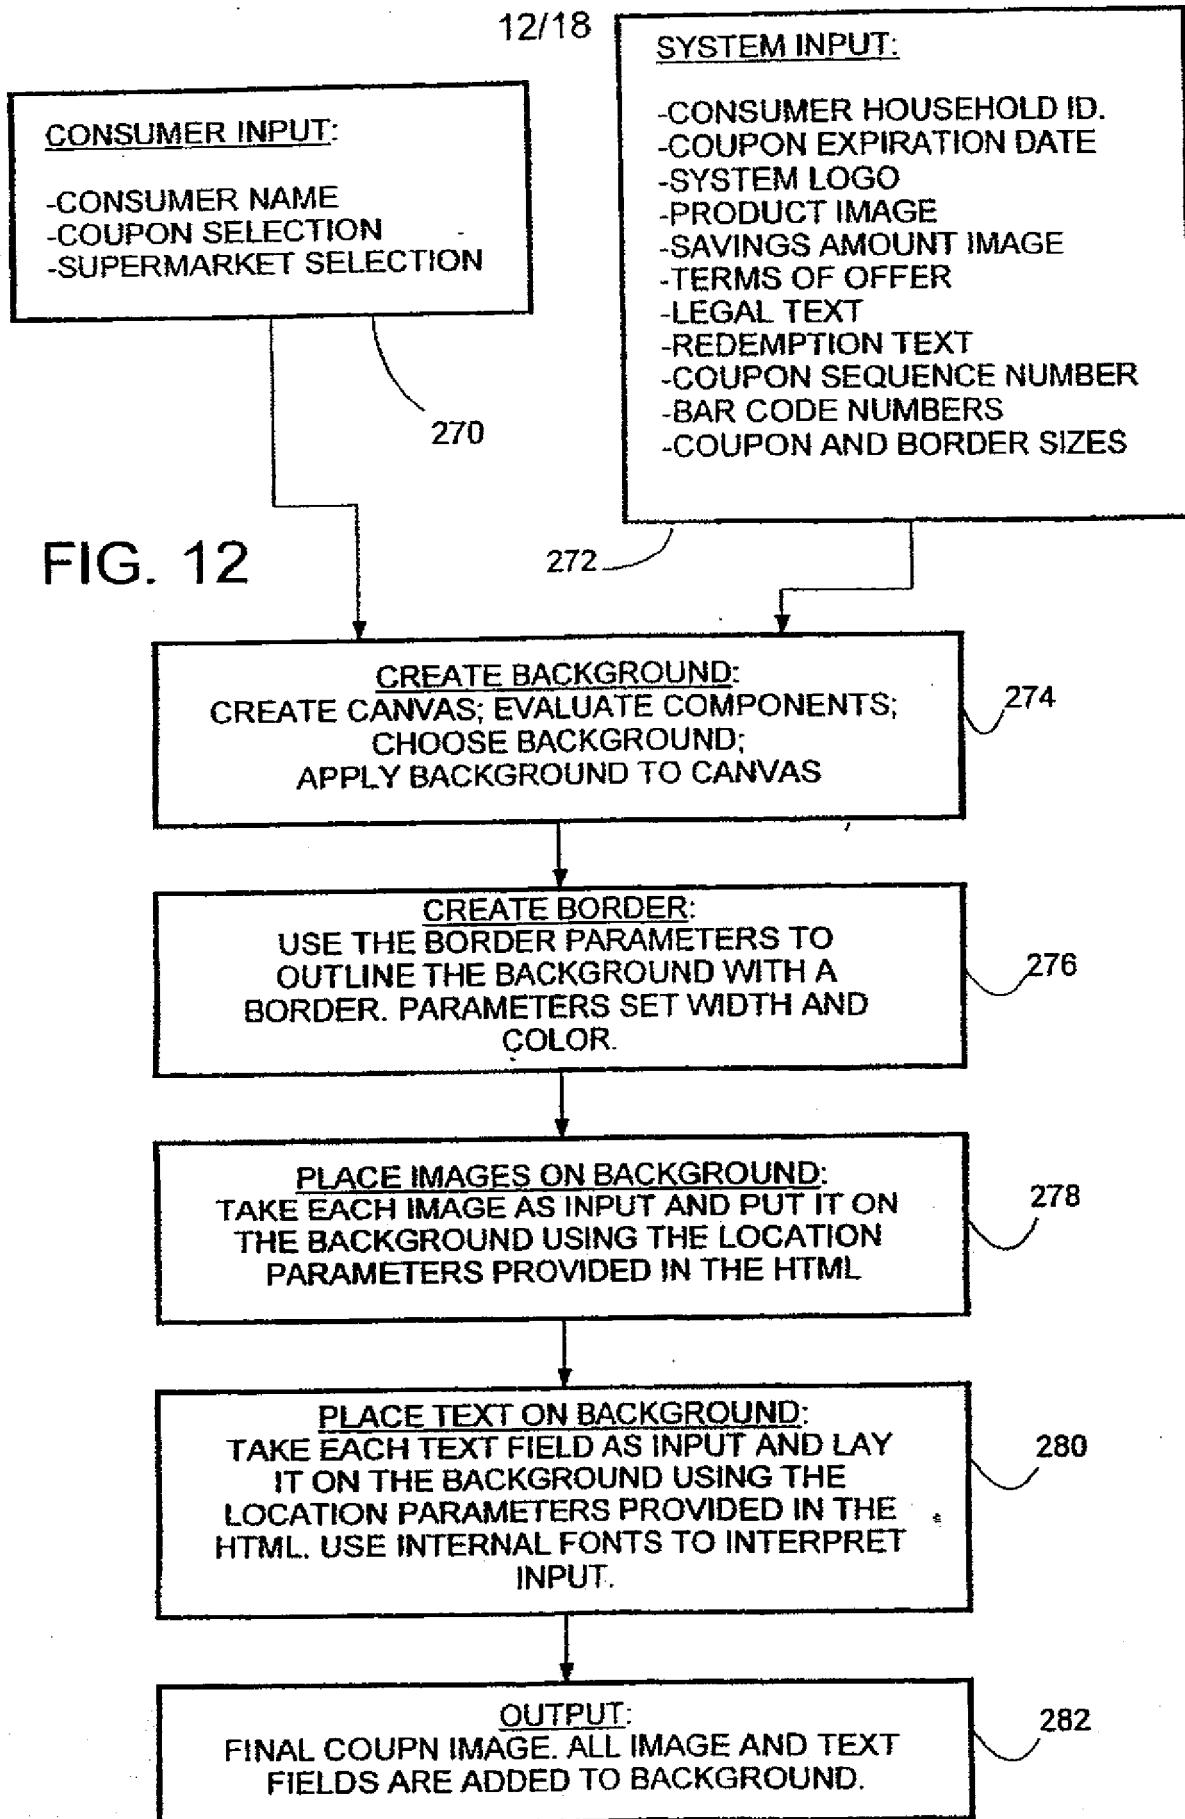 12/18
CONSUMER INPUT:
-CONSUMER NAME
-COUPON SELECTION
-SUPERMARKET SELECTION
270
SYSTEM INPUT:
-CONSUMER HOUSEHOLD ID.
-COUPON EXPIRATION DATE
-SYSTEM LOGO
-PRODUCT IMAGE
-SAVINGS AMOUNT IMAGE
-TERMS OF OFFER
-LEGAL TEXT
-REDEMPTION TEXT
-COUPON SEQUENCE NUMBER
-BAR CODE NUMBERS
-COUPON AND BORDER SIZES
272
FIG. 12
CREATE BACKGROUND:
CREATE CANVAS; EVALUATE COMPONENTS;
CHOOSE BACKGROUND;
APPLY BACKGROUND TO CANVAS
274
CREATE BORDER:
USE THE BORDER PARAMETERS TO
OUTLINE THE BACKGROUND WITH A
BORDER. PARAMETERS SET WIDTH AND
COLOR.
276
PLACE IMAGES ON BACKGROUND:
TAKE EACH IMAGE AS INPUT AND PUT IT ON
THE BACKGROUND USING THE LOCATION
PARAMETERS PROVIDED IN THE HTML
278
PLACE TEXT ON BACKGROUND:
TAKE EACH TEXT FIELD AS INPUT AND LAY
IT ON THE BACKGROUND USING THE
LOCATION PARAMETERS PROVIDED IN THE
HTML. USE INTERNAL FONTS TO INTERPRET
INPUT.
280
OUTPUT:
FINAL COUPN IMAGE. ALL IMAGE AND TEXT
FIELDS ARE ADDED TO BACKGROUND.
282